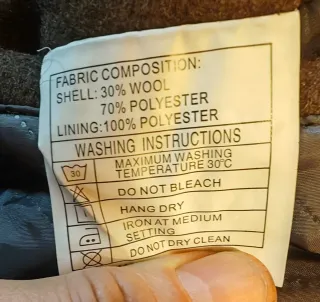 FABRIC COMPOSITION:
SHELL: 30% WOOL
70% POLYESTER
LINING: 100% POLYESTER
WASHING INSTRUCTIONS
30
MAXIMUM WASHING
TEMPERATURE 30°C
DO NOT BLEACH
HANG DRY
IRON AT MEDIUM
SETTING
DO NOT DRY CLEAN